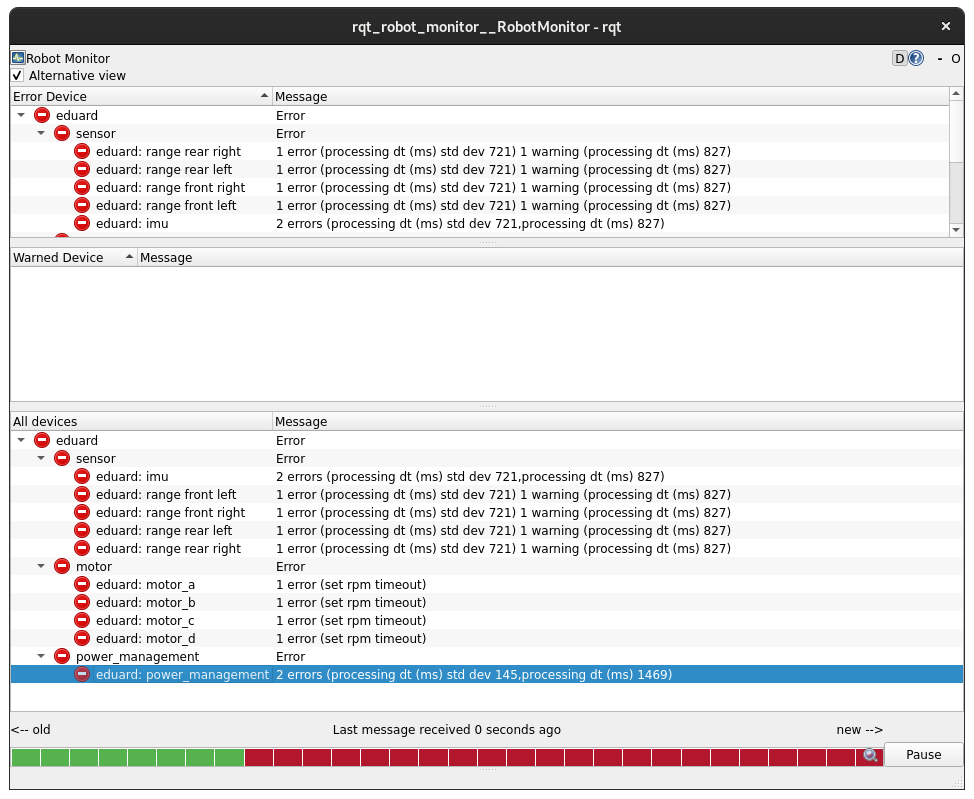 rqt_robot_monitor__RobotMonitor - rqt
Robot Monitor D ? - O
Alternative view
Error Device Message
eduard Error
sensor Error
eduard: range rear right 1 error (processing dt (ms) std dev 721) 1 warning (processing dt (ms) 827)
eduard: range rear left 1 error (processing dt (ms) std dev 721) 1 warning (processing dt (ms) 827)
eduard: range front right 1 error (processing dt (ms) std dev 721) 1 warning (processing dt (ms) 827)
eduard: range front left 1 error (processing dt (ms) std dev 721) 1 warning (processing dt (ms) 827)
eduard: imu 2 errors (processing dt (ms) std dev 721,processing dt (ms) 827)
Warned Device Message
All devices Message
eduard Error
sensor Error
eduard: imu 2 errors (processing dt (ms) std dev 721,processing dt (ms) 827)
eduard: range front left 1 error (processing dt (ms) std dev 721) 1 warning (processing dt (ms) 827)
eduard: range front right 1 error (processing dt (ms) std dev 721) 1 warning (processing dt (ms) 827)
eduard: range rear left 1 error (processing dt (ms) std dev 721) 1 warning (processing dt (ms) 827)
eduard: range rear right 1 error (processing dt (ms) std dev 721) 1 warning (processing dt (ms) 827)
motor Error
eduard: motor_a 1 error (set rpm timeout)
eduard: motor_b 1 error (set rpm timeout)
eduard: motor_c 1 error (set rpm timeout)
eduard: motor_d 1 error (set rpm timeout)
power_management Error
eduard: power_management 2 errors (processing dt (ms) std dev 145,processing dt (ms) 1469)
<-- old Last message received 0 seconds ago new -->
Pause